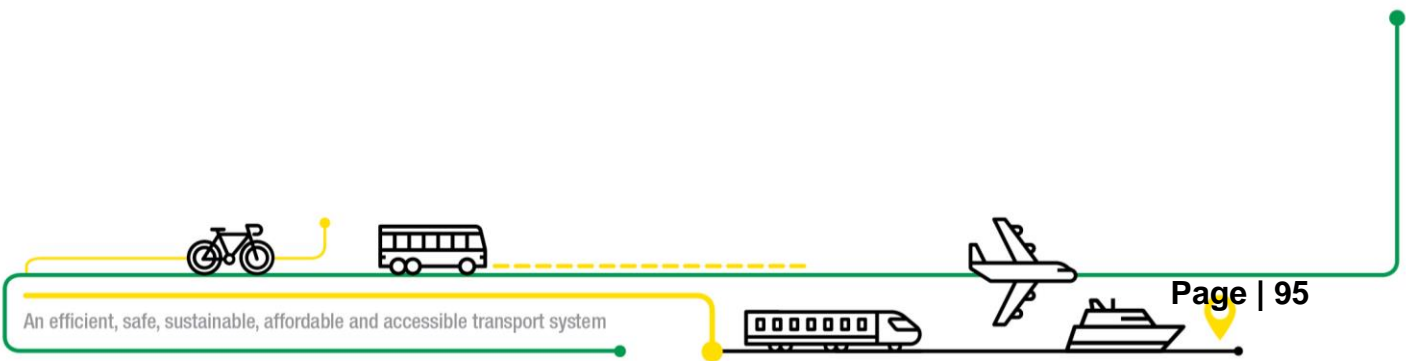 Page | 95
An efficient, safe, sustainable, affordable and accessible transport system